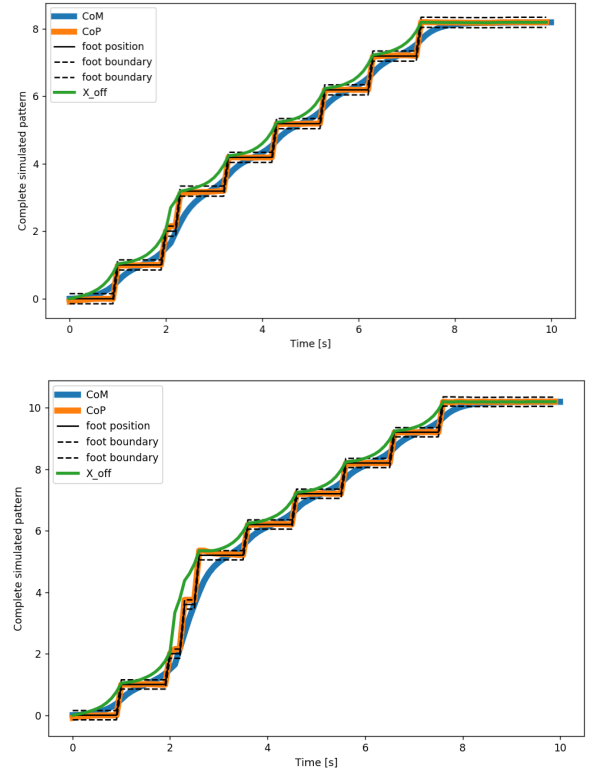 CoM
CoP
foot position
foot boundary
foot boundary
X_off
Complete simulated pattern
8
6
4
2
0
0 2 4 6 8 10
Time [s]
CoM
CoP
foot position
foot boundary
foot boundary
X_off
Complete simulated pattern
10
8
6
4
2
0
0 2 4 6 8 10
Time [s]